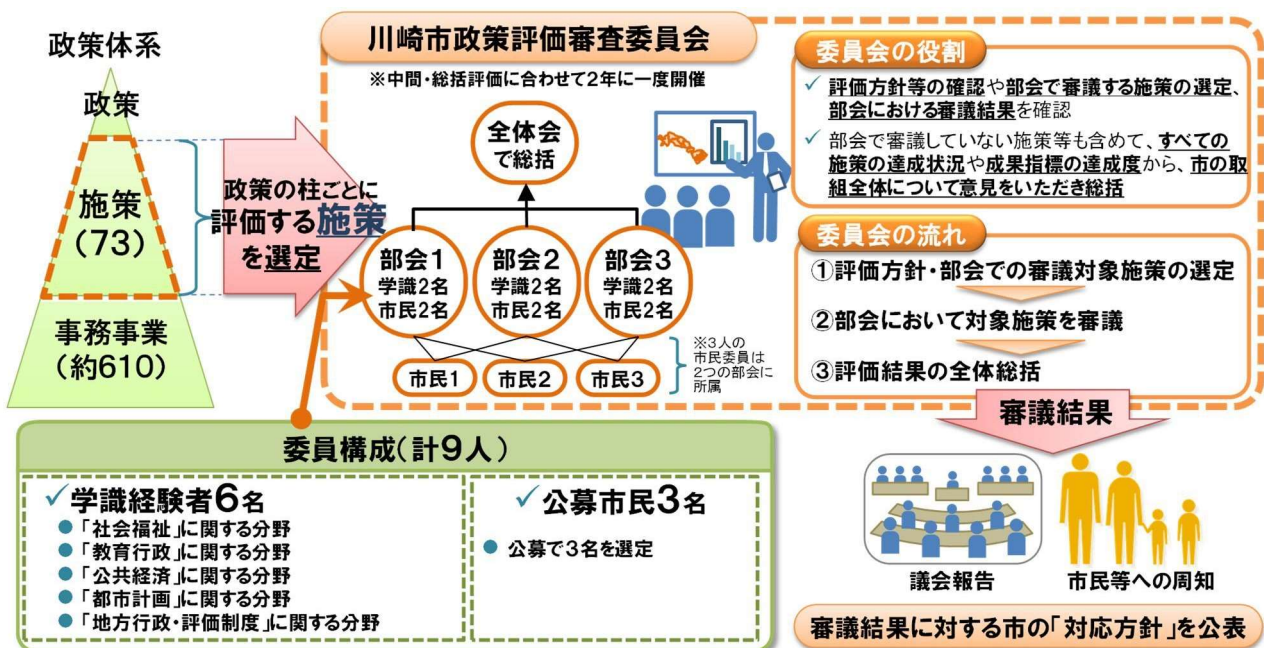 政策体系
政策
施策
(73)
事務事業
(約610)
政策の柱ごとに
評価する施策
を選定
川崎市政策評価審査委員会
※中間・総括評価に合わせて2年に一度開催
全体会
で総括
部会1
学識2名
市民2名
部会2
学識2名
市民2名
部会3
学識2名
市民2名
市民1
市民2
市民3
※3人の
市民委員は
2つの部会に
所属
委員会の役割
✓ 評価方針等の確認や部会で審議する施策の選定、
部会における審議結果を確認
✓ 部会で審議していない施策等も含めて、すべての
施策の達成状況や成果指標の達成度から、市の取
組全体について意見をいただき総括
委員会の流れ
①評価方針・部会での審議対象施策の選定
②部会において対象施策を審議
③評価結果の全体総括
審議結果
議会報告
市民等への周知
審議結果に対する市の「対応方針」を公表
委員構成(計9人)
✓学識経験者6名
● 「社会福祉」に関する分野
● 「教育行政」に関する分野
● 「公共経済」に関する分野
● 「都市計画」に関する分野
● 「地方行政・評価制度」に関する分野
✓公募市民3名
● 公募で3名を選定